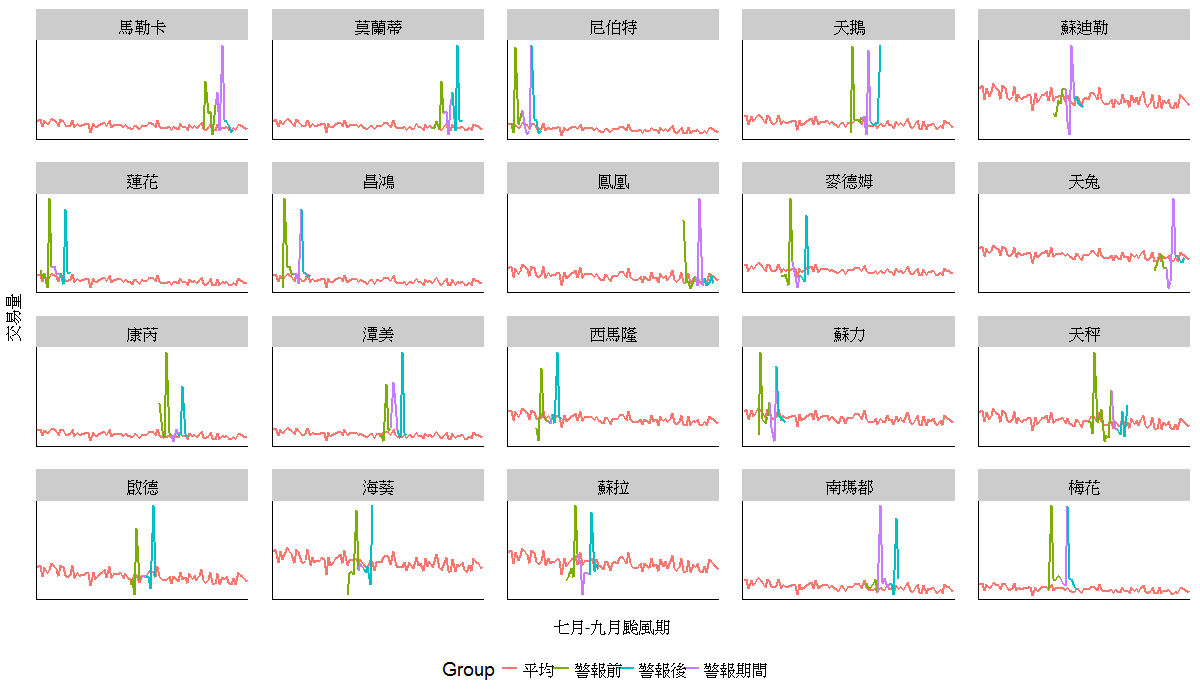 馬勒卡
莫蘭蒂
尼伯特
天鵝
蘇迪勒
蓮花
昌鴻
鳳凰
麥德姆
天兔
康芮
潭美
西馬隆
蘇力
天秤
啟德
海葵
蘇拉
南瑪都
梅花
交易量
七月-九月颱風期
Group 平均 警報前 警報後 警報期間